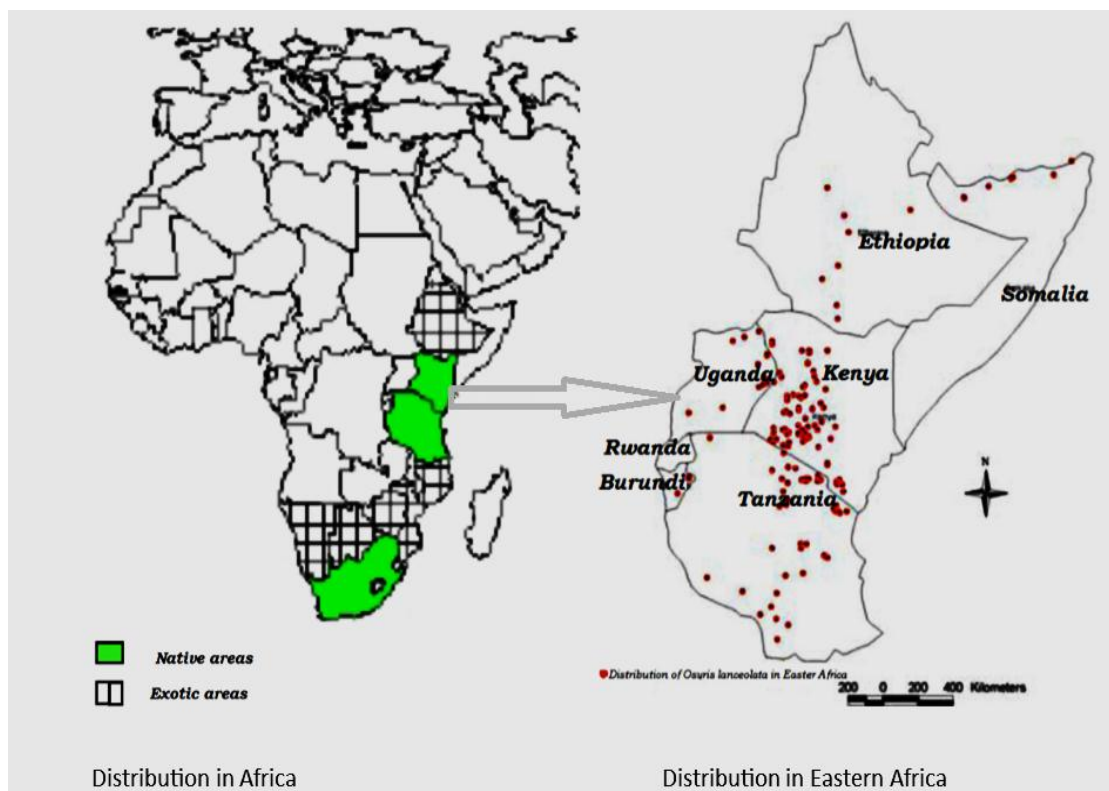 Ethiopia
Somalia
Uganda
Kenya
Rwanda
Burundi
Tanzania
N
Native areas
Exotic areas
Distribution of Osyris lanceolata in Easter Africa
200 0 200 400 Kilometers
Distribution in Africa
Distribution in Eastern Africa